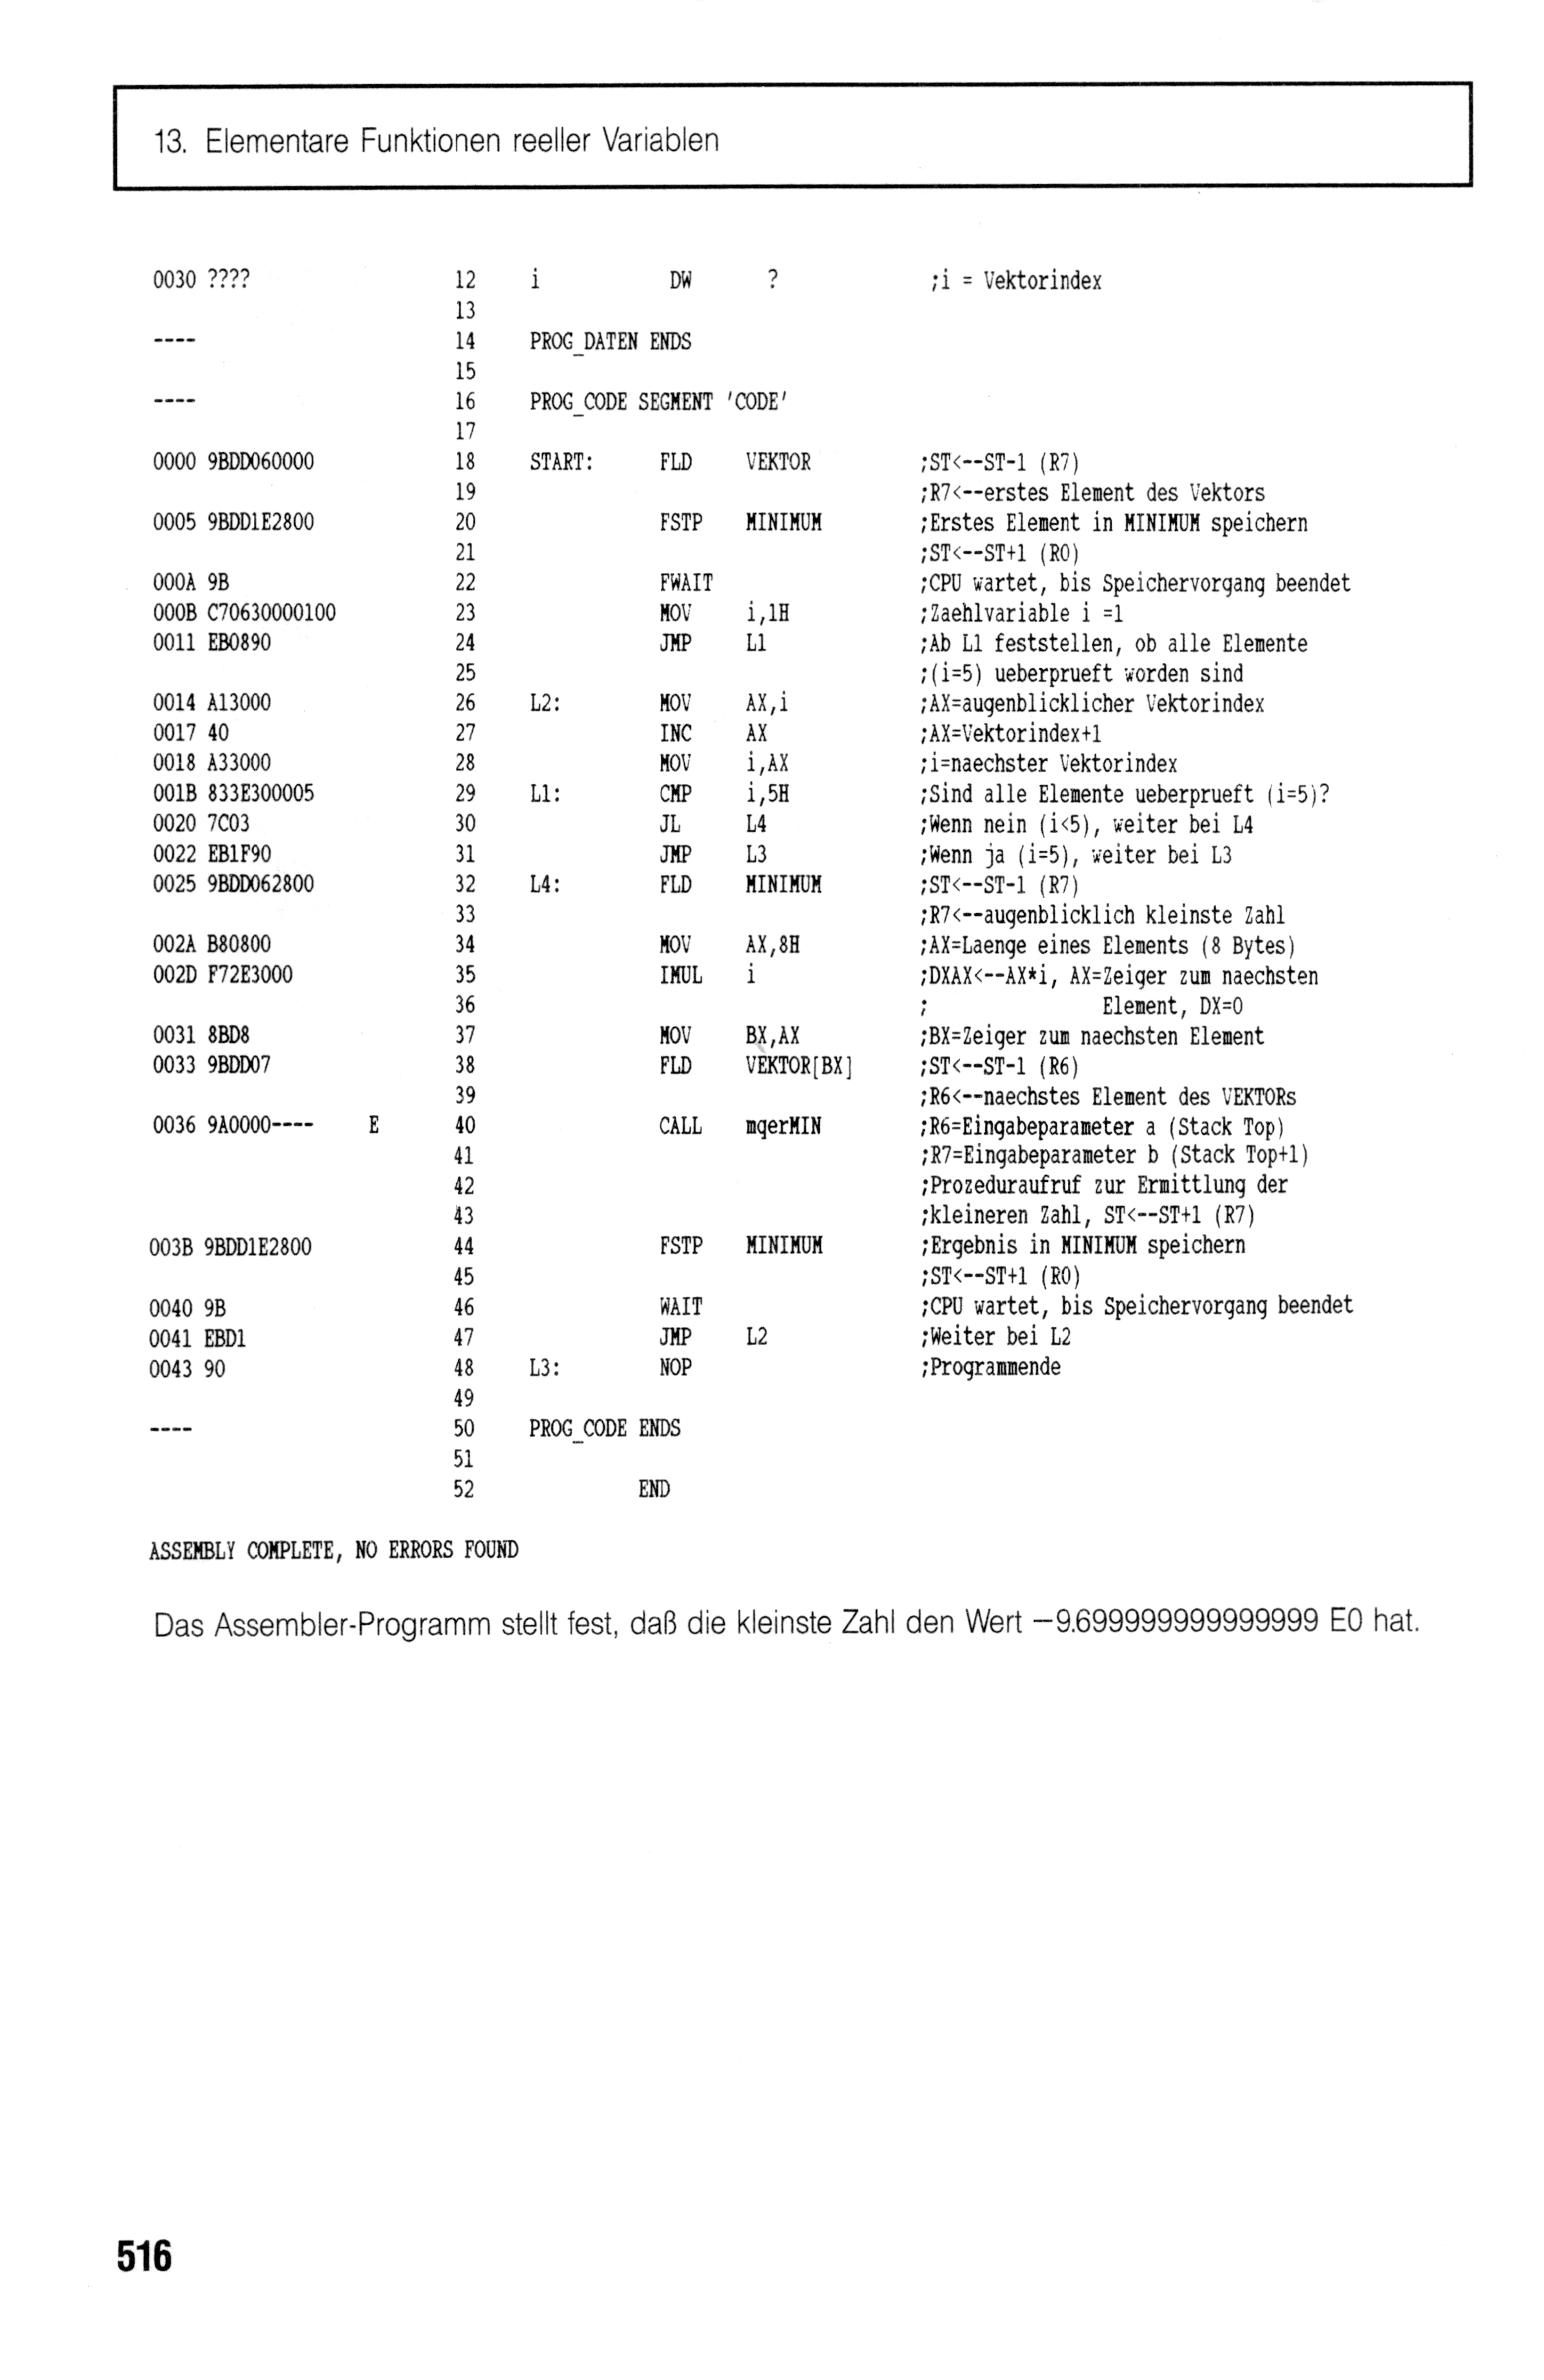 13. Elementare Funktionen reeller Variablen
0030 ???? 12 i DW ? ;i = Vektorindex
13
---- 14 PROG_DATEN ENDS
15
---- 16 PROG_CODE SEGMENT 'CODE'
17
0000 9BDD060000 18 START: FLD VEKTOR ;ST<--ST-1 (R7)
19 ;R7<--erstes Element des Vektors
0005 9BDD1E2800 20 FSTP MINIMUM ;Erstes Element in MINIMUM speichern
21 ;ST<--ST+1 (R0)
000A 9B 22 FWAIT ;CPU wartet, bis Speichervorgang beendet
000B C70630000100 23 MOV i,1H ;Zaehlvariable i =1
0011 EB0890 24 JMP L1 ;Ab L1 feststellen, ob alle Elemente
25 ;(i=5) ueberprueft worden sind
0014 A13000 26 L2: MOV AX,i ;AX=augenblicklicher Vektorindex
0017 40 27 INC AX ;AX=Vektorindex+1
0018 A33000 28 MOV i,AX ;i=naechster Vektorindex
001B 833E300005 29 L1: CMP i,5H ;Sind alle Elemente ueberprueft (i=5)?
0020 7C03 30 JL L4 ;Wenn nein (i<5), weiter bei L4
0022 EB1F90 31 JMP L3 ;Wenn ja (i=5), weiter bei L3
0025 9BDD062800 32 L4: FLD MINIMUM ;ST<--ST-1 (R7)
33 ;R7<--augenblicklich kleinste Zahl
002A B80800 34 MOV AX,8H ;AX=Laenge eines Elements (8 Bytes)
002D F72E3000 35 IMUL i ;DXAX<--AX*i, AX=Zeiger zum naechsten
36 ; Element, DX=0
0031 8BD8 37 MOV BX,AX ;BX=Zeiger zum naechsten Element
0033 9BDD07 38 FLD VEKTOR[BX] ;ST<--ST-1 (R6)
39 ;R6<--naechstes Element des VEKTORs
0036 9A0000---- E 40 CALL mqerMIN ;R6=Eingabeparameter a (Stack Top)
41 ;R7=Eingabeparameter b (Stack Top+1)
42 ;Prozeduraufruf zur Ermittlung der
43 ;kleineren Zahl, ST<--ST+1 (R7)
003B 9BDD1E2800 44 FSTP MINIMUM ;Ergebnis in MINIMUM speichern
45 ;ST<--ST+1 (R0)
0040 9B 46 WAIT ;CPU wartet, bis Speichervorgang beendet
0041 EBD1 47 JMP L2 ;Weiter bei L2
0043 90 48 L3: NOP ;Programmende
49
---- 50 PROG_CODE ENDS
51
52 END
ASSEMBLY COMPLETE, NO ERRORS FOUND
Das Assembler-Programm stellt fest, daß die kleinste Zahl den Wert −9.699999999999999 E0 hat.
516